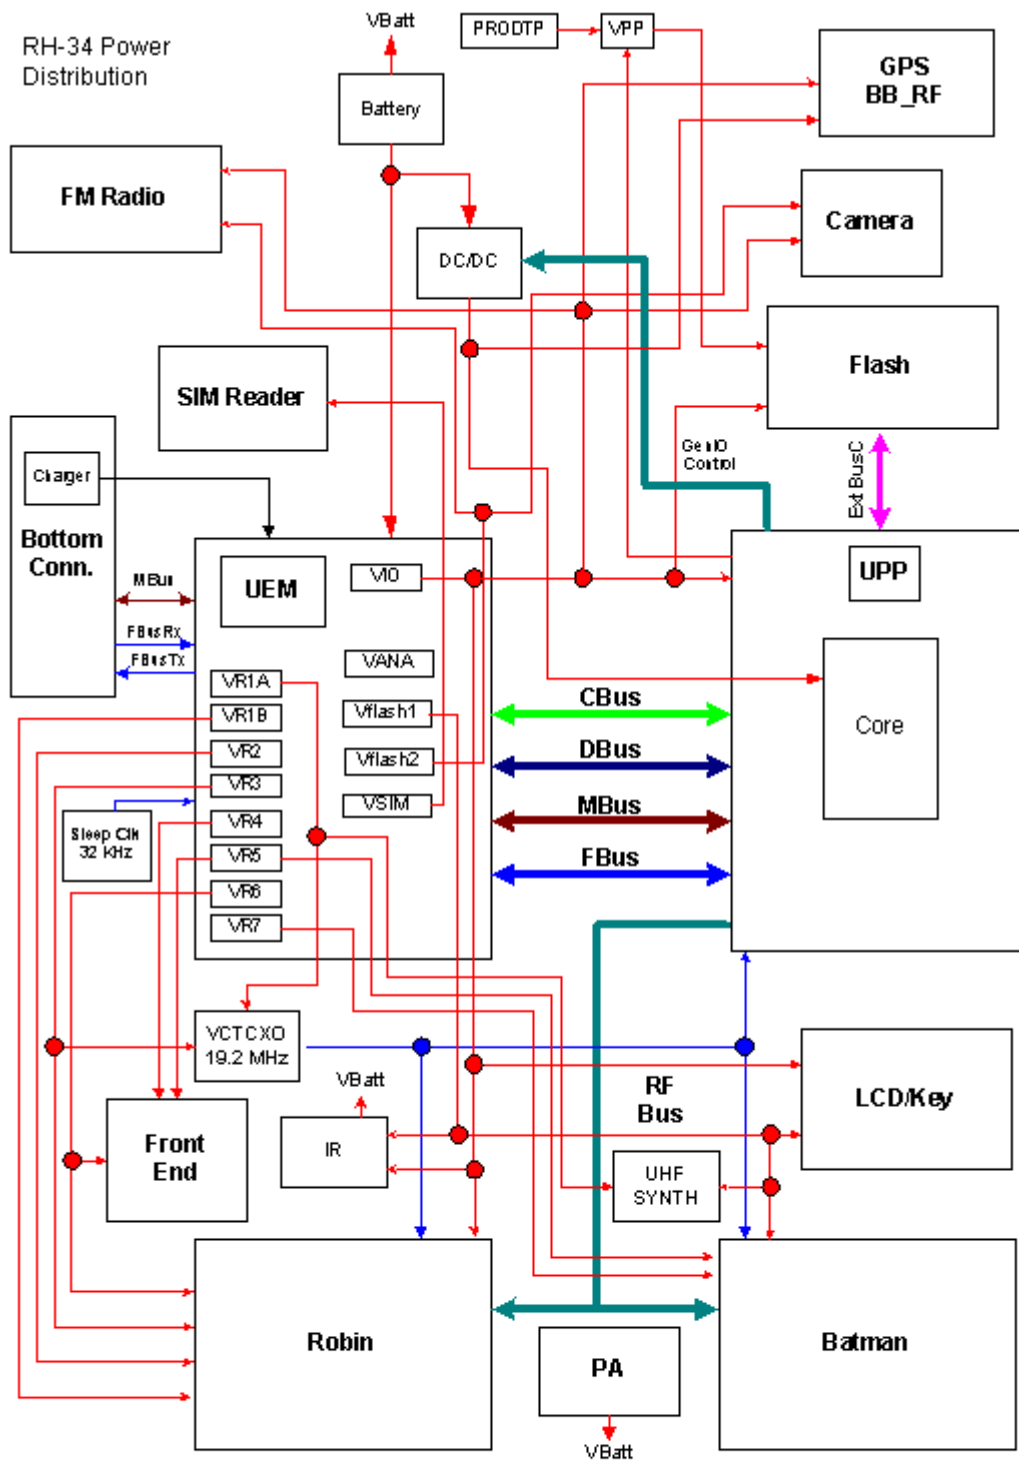 RH-34 Power
Distribution
VBatt
PRODTP
VPP
GPS
BB_RF
Battery
FM Radio
Camera
DC/DC
Flash
SIM Reader
GenIO
Control
Ext BusC
Charger
Bottom
Conn.
MBus
FBusRx
FBusTx
UEM
VIO
UPP
VANA
VR1A
Vflash1
VR1B
Vflash2
VR2
VR3
VSIM
VR4
VR5
VR6
VR7
CBus
DBus
MBus
FBus
Core
Sleep Clk
32 KHz
VCTCXO
19.2 MHz
VBatt
RF
Bus
LCD/Key
Front
End
IR
UHF
SYNTH
Robin
PA
Batman
VBatt